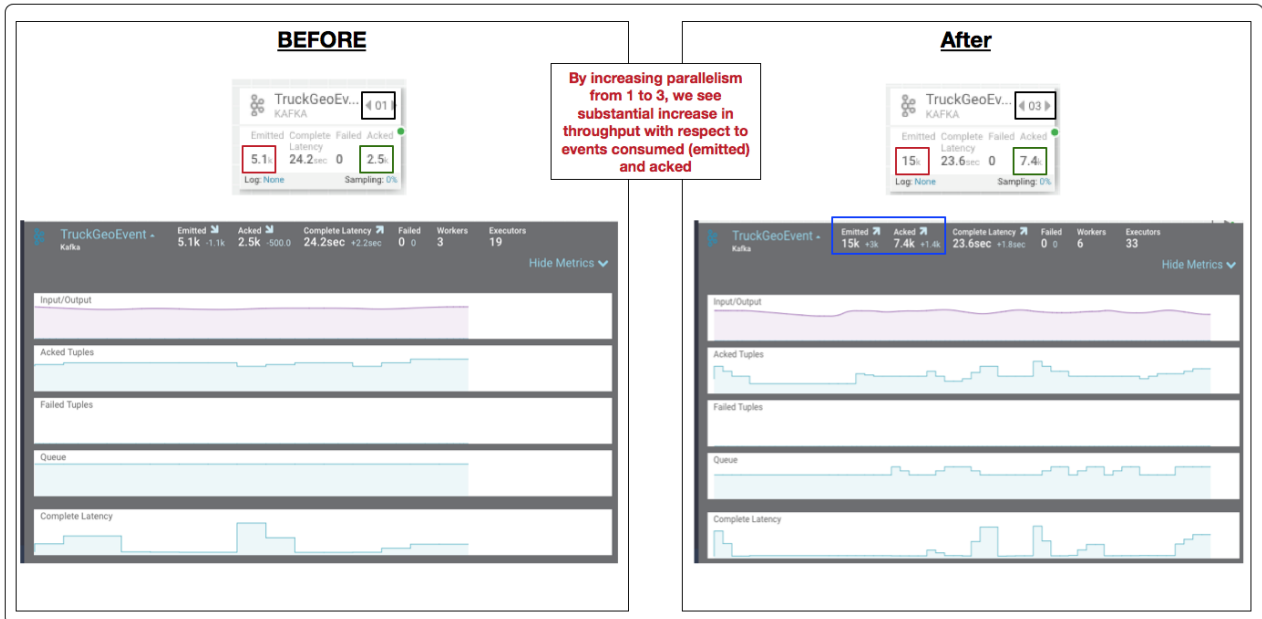 BEFORE
TruckGeoEv... 01
KAFKA
Emitted Complete Latency Failed Acked
5.1k 24.2sec 0 2.5k
Log: None Sampling: 0%
TruckGeoEvent
Kafka
Emitted Acked Complete Latency Failed Workers Executors
5.1k -1.1k 2.5k -500.0 24.2sec +2.2sec 0 0 3 19
Hide Metrics
Input/Output
Acked Tuples
Failed Tuples
Queue
Complete Latency
By increasing parallelism
from 1 to 3, we see
substantial increase in
throughput with respect to
events consumed (emitted)
and acked
After
TruckGeoEv... 03
KAFKA
Emitted Complete Latency Failed Acked
15k 23.6sec 0 7.4k
Log: None Sampling: 0%
TruckGeoEvent
Kafka
Emitted Acked Complete Latency Failed Workers Executors
15k +3k 7.4k +1.4k 23.6sec +1.8sec 0 0 6 33
Hide Metrics
Input/Output
Acked Tuples
Failed Tuples
Queue
Complete Latency